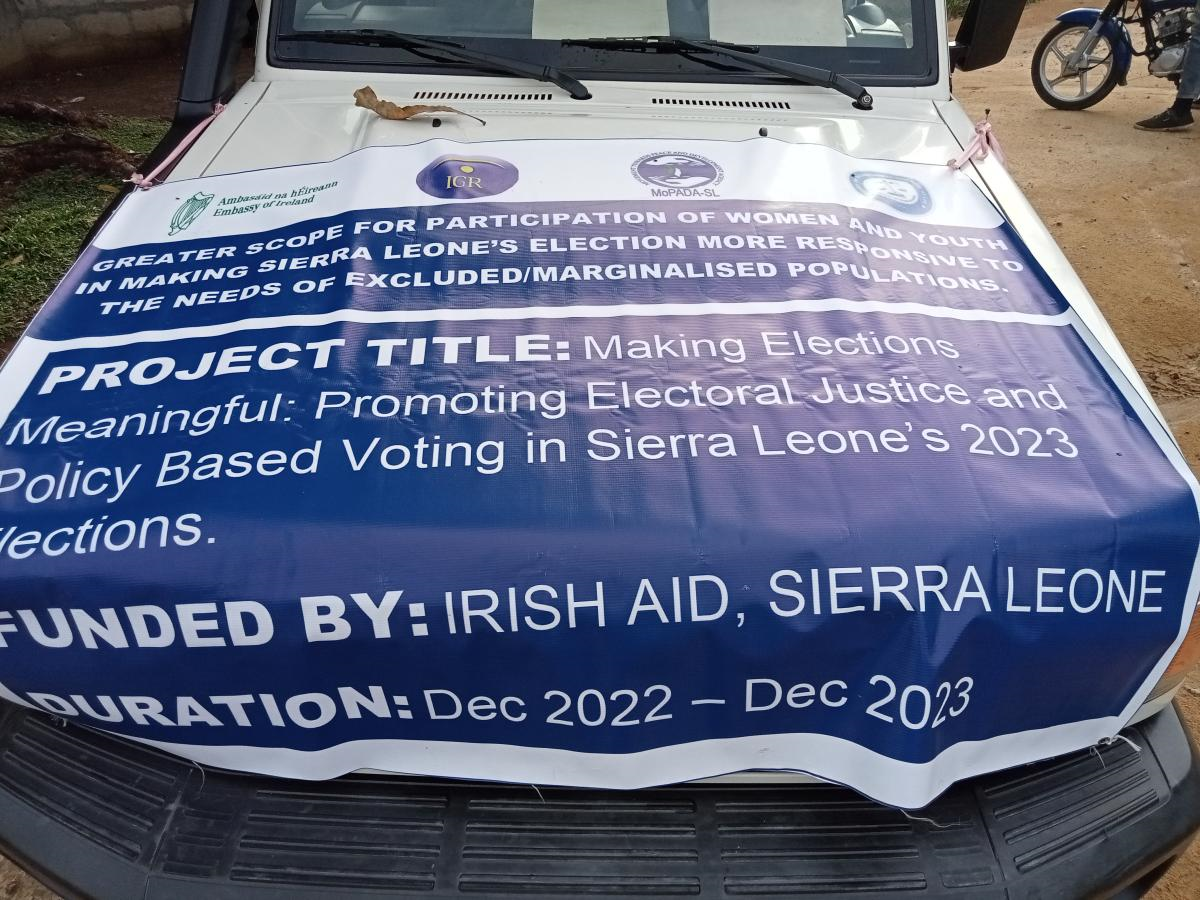 Ambasáid na hÉireann
Embassy of Ireland
IGR
MoPADA-SL
GREATER SCOPE FOR PARTICIPATION OF WOMEN AND YOUTH
IN MAKING SIERRA LEONE'S ELECTION MORE RESPONSIVE TO
THE NEEDS OF EXCLUDED/MARGINALISED POPULATIONS.
PROJECT TITLE: Making Elections
Meaningful: Promoting Electoral Justice and
Policy Based Voting in Sierra Leone's 2023
lections.
FUNDED BY: IRISH AID, SIERRA LEONE
DURATION: Dec 2022 – Dec 2023